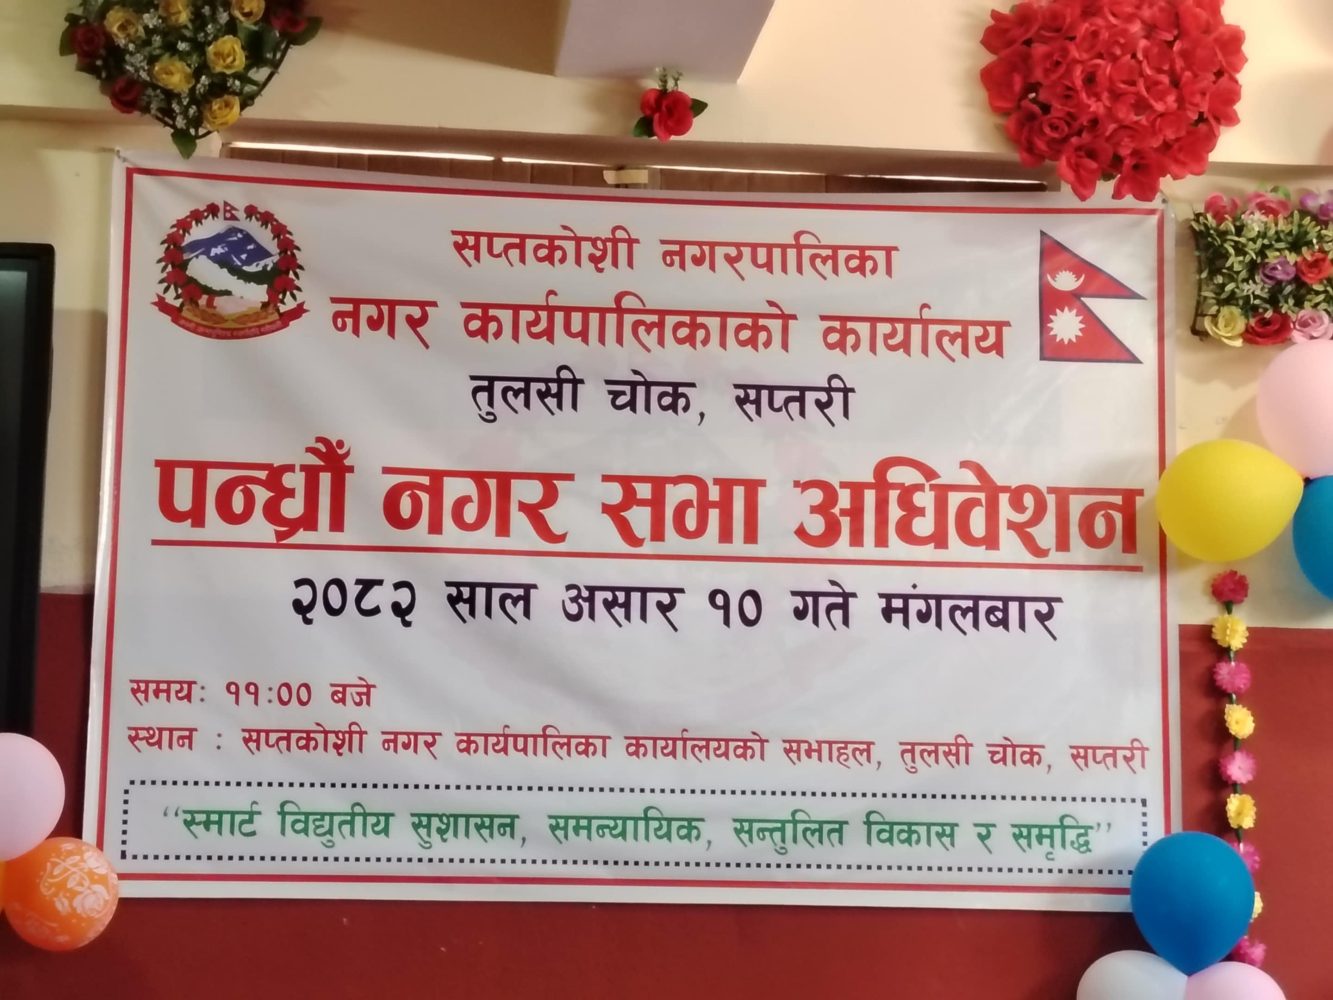 सप्तकोशी नगरपालिका
नगर कार्यपालिकाको कार्यालय
तुलसी चोक, सप्तरी
पन्ध्रौं नगर सभा अधिवेशन
२०८२ साल असार १० गते मंगलबार
समयः ११:०० बजे
स्थान : सप्तकोशी नगर कार्यपालिका कार्यालयको सभाहल, तुलसी चोक, सप्तरी
“स्मार्ट विद्युतीय सुशासन, समन्यायिक, सन्तुलित विकास र समृद्धि”